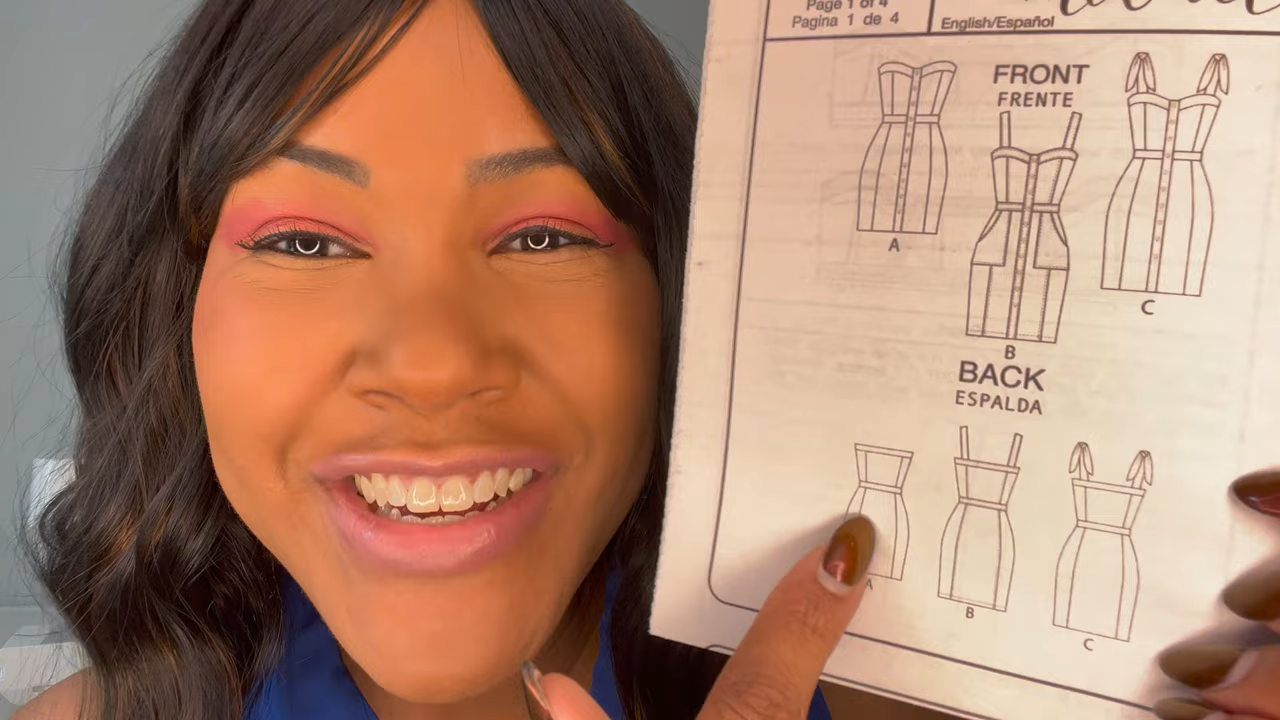 Page 1 of 4
Pagina 1 de 4
English/Español
FRONT
FRENTE
A
B
C
BACK
ESPALDA
A
B
C